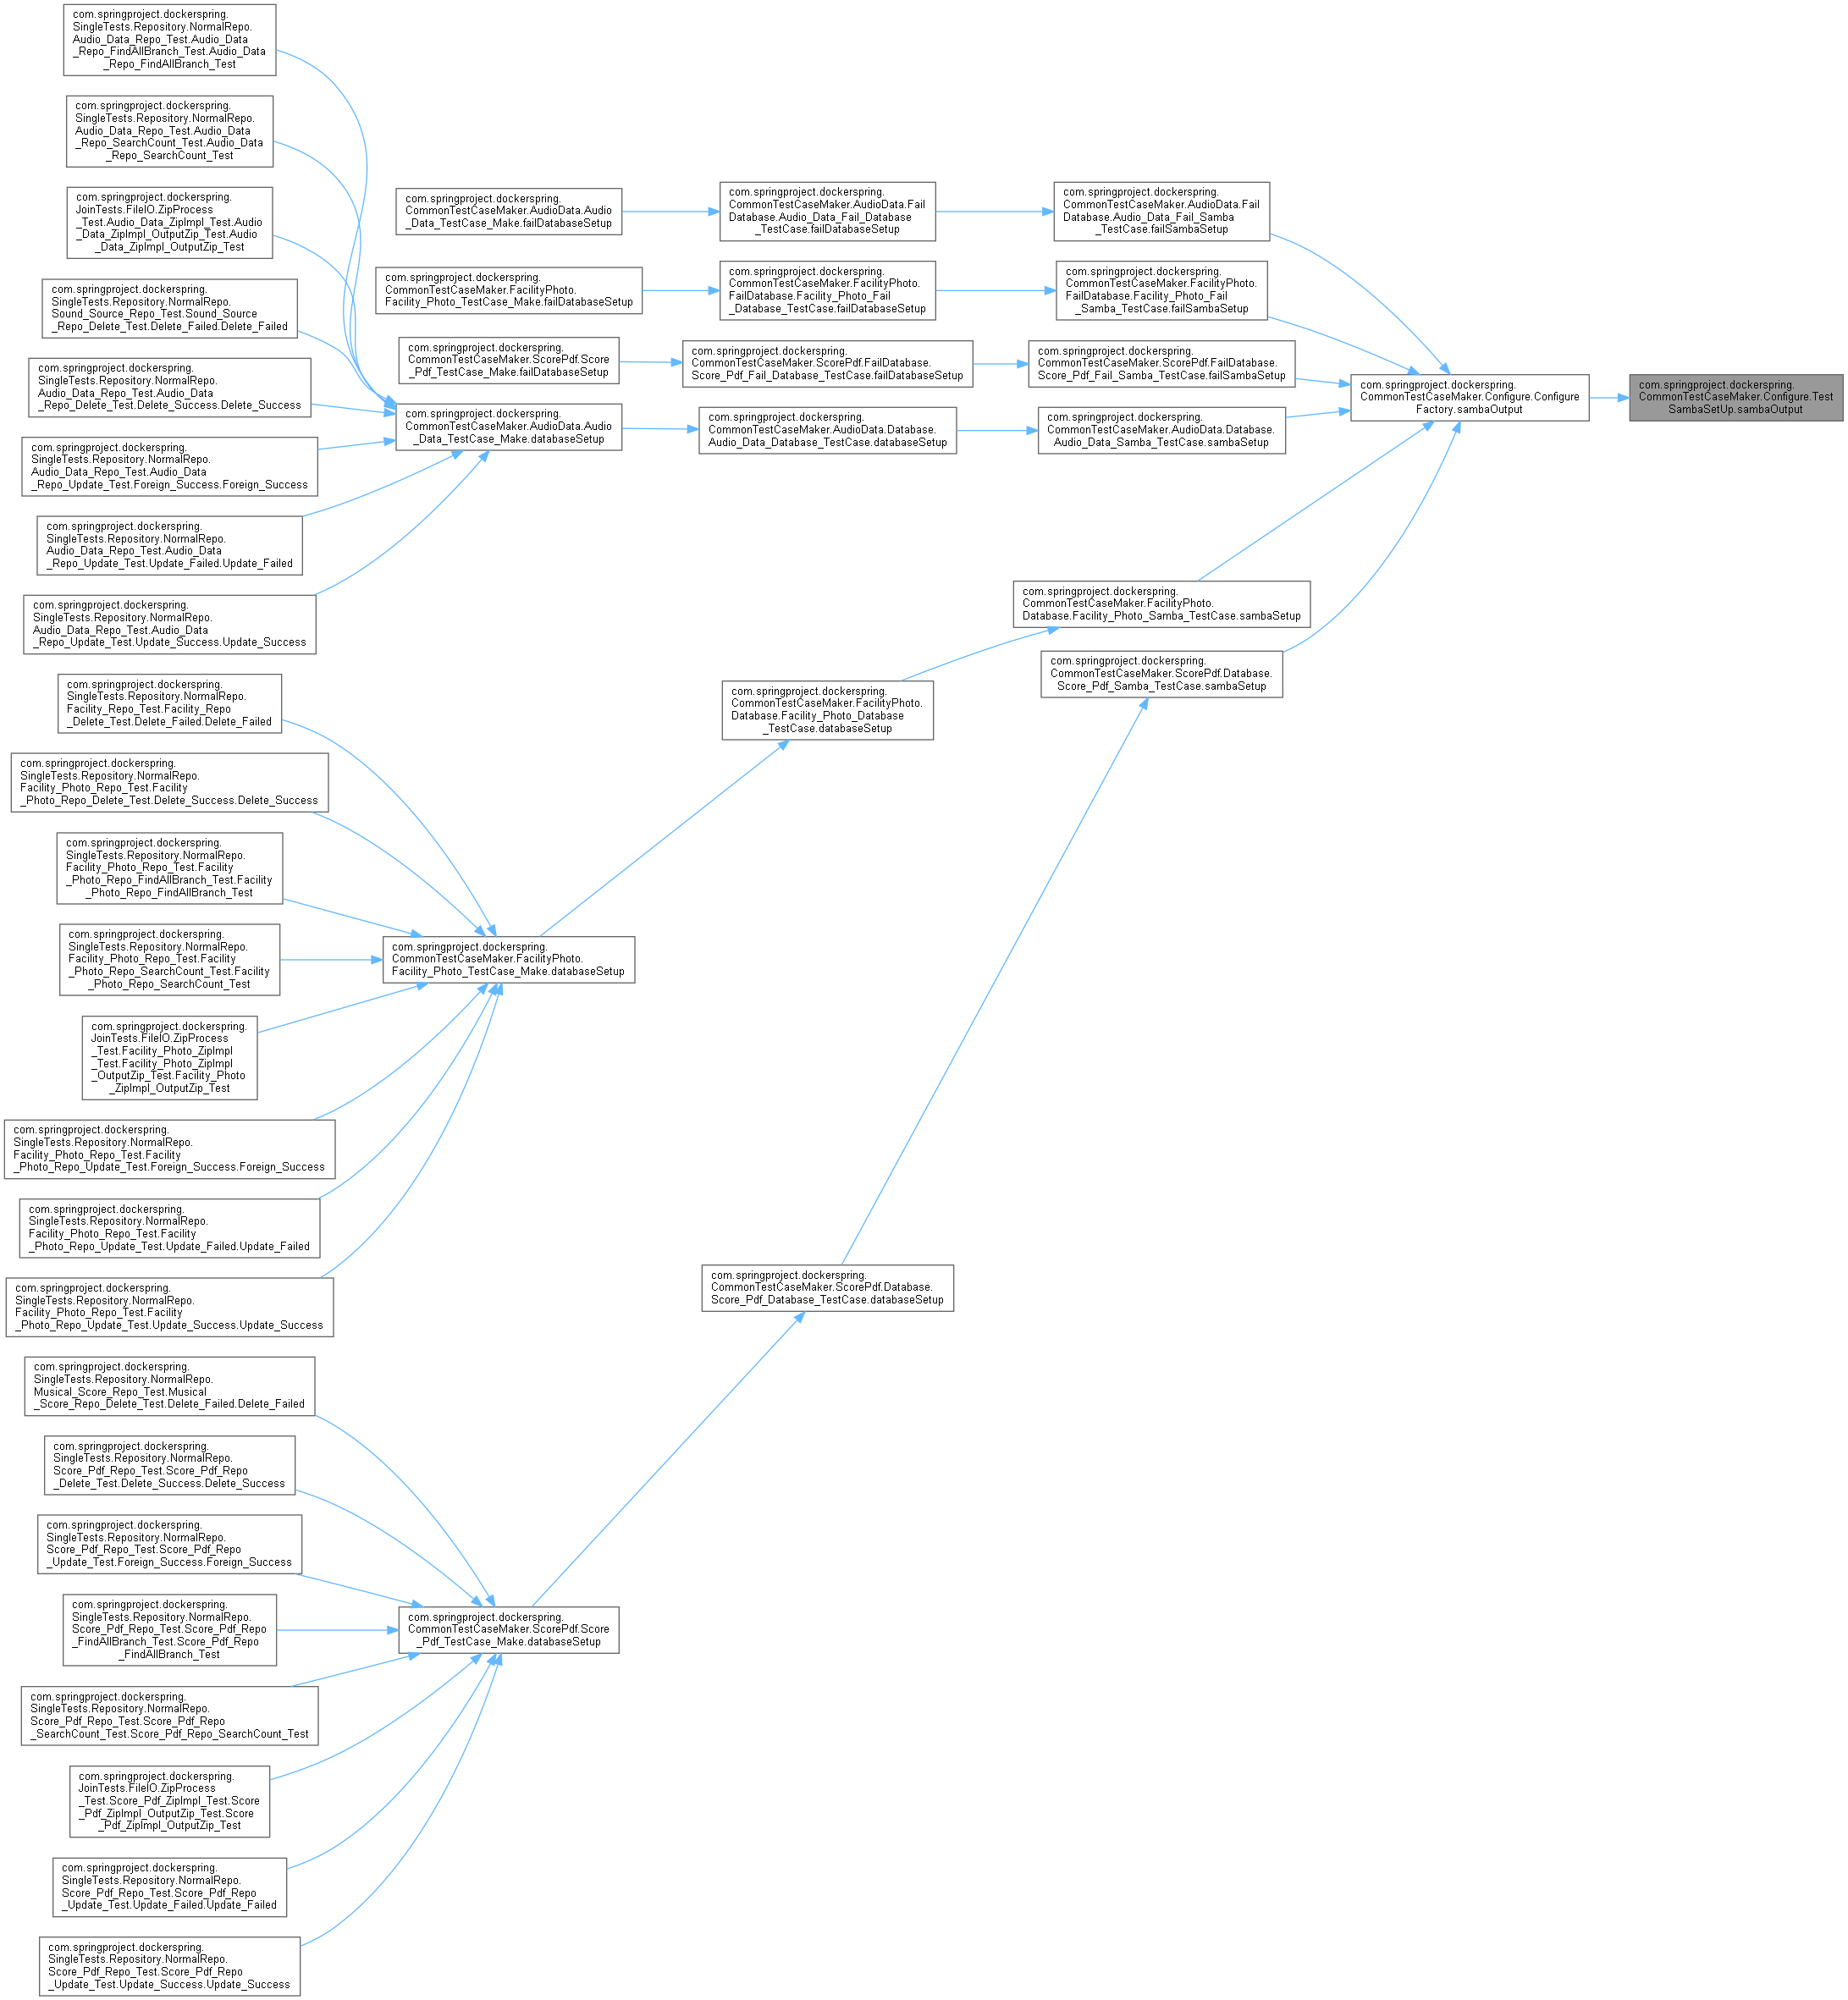 com.springproject.dockerspring.
SingleTests.Repository.NormalRepo.
Audio_Data_Repo_Test.Audio_Data
_Repo_FindAllBranch_Test.Audio_Data
_Repo_FindAllBranch_Test
com.springproject.dockerspring.
SingleTests.Repository.NormalRepo.
Audio_Data_Repo_Test.Audio_Data
_Repo_SearchCount_Test.Audio_Data
_Repo_SearchCount_Test
com.springproject.dockerspring.
JoinTests.FileIO.ZipProcess
_Test.Audio_Data_ZipImpl_Test.Audio
_Data_ZipImpl_OutputZip_Test.Audio
_Data_ZipImpl_OutputZip_Test
com.springproject.dockerspring.
SingleTests.Repository.NormalRepo.
Sound_Source_Repo_Test.Sound_Source
_Repo_Delete_Test.Delete_Failed.Delete_Failed
com.springproject.dockerspring.
SingleTests.Repository.NormalRepo.
Audio_Data_Repo_Test.Audio_Data
_Repo_Delete_Test.Delete_Success.Delete_Success
com.springproject.dockerspring.
SingleTests.Repository.NormalRepo.
Audio_Data_Repo_Test.Audio_Data
_Repo_Update_Test.Foreign_Success.Foreign_Success
com.springproject.dockerspring.
SingleTests.Repository.NormalRepo.
Audio_Data_Repo_Test.Audio_Data
_Repo_Update_Test.Update_Failed.Update_Failed
com.springproject.dockerspring.
SingleTests.Repository.NormalRepo.
Audio_Data_Repo_Test.Audio_Data
_Repo_Update_Test.Update_Success.Update_Success
com.springproject.dockerspring.
SingleTests.Repository.NormalRepo.
Facility_Repo_Test.Facility_Repo
_Delete_Test.Delete_Failed.Delete_Failed
com.springproject.dockerspring.
SingleTests.Repository.NormalRepo.
Facility_Photo_Repo_Test.Facility
_Photo_Repo_Delete_Test.Delete_Success.Delete_Success
com.springproject.dockerspring.
SingleTests.Repository.NormalRepo.
Facility_Photo_Repo_Test.Facility
_Photo_Repo_FindAllBranch_Test.Facility
_Photo_Repo_FindAllBranch_Test
com.springproject.dockerspring.
SingleTests.Repository.NormalRepo.
Facility_Photo_Repo_Test.Facility
_Photo_Repo_SearchCount_Test.Facility
_Photo_Repo_SearchCount_Test
com.springproject.dockerspring.
JoinTests.FileIO.ZipProcess
_Test.Facility_Photo_ZipImpl
_Test.Facility_Photo_ZipImpl
_OutputZip_Test.Facility_Photo
_ZipImpl_OutputZip_Test
com.springproject.dockerspring.
SingleTests.Repository.NormalRepo.
Facility_Photo_Repo_Test.Facility
_Photo_Repo_Update_Test.Foreign_Success.Foreign_Success
com.springproject.dockerspring.
SingleTests.Repository.NormalRepo.
Facility_Photo_Repo_Test.Facility
_Photo_Repo_Update_Test.Update_Failed.Update_Failed
com.springproject.dockerspring.
SingleTests.Repository.NormalRepo.
Facility_Photo_Repo_Test.Facility
_Photo_Repo_Update_Test.Update_Success.Update_Success
com.springproject.dockerspring.
SingleTests.Repository.NormalRepo.
Musical_Score_Repo_Test.Musical
_Score_Repo_Delete_Test.Delete_Failed.Delete_Failed
com.springproject.dockerspring.
SingleTests.Repository.NormalRepo.
Score_Pdf_Repo_Test.Score_Pdf_Repo
_Delete_Test.Delete_Success.Delete_Success
com.springproject.dockerspring.
SingleTests.Repository.NormalRepo.
Score_Pdf_Repo_Test.Score_Pdf_Repo
_Update_Test.Foreign_Success.Foreign_Success
com.springproject.dockerspring.
SingleTests.Repository.NormalRepo.
Score_Pdf_Repo_Test.Score_Pdf_Repo
_FindAllBranch_Test.Score_Pdf_Repo
_FindAllBranch_Test
com.springproject.dockerspring.
SingleTests.Repository.NormalRepo.
Score_Pdf_Repo_Test.Score_Pdf_Repo
_SearchCount_Test.Score_Pdf_Repo_SearchCount_Test
com.springproject.dockerspring.
JoinTests.FileIO.ZipProcess
_Test.Score_Pdf_ZipImpl_Test.Score
_Pdf_ZipImpl_OutputZip_Test.Score
_Pdf_ZipImpl_OutputZip_Test
com.springproject.dockerspring.
SingleTests.Repository.NormalRepo.
Score_Pdf_Repo_Test.Score_Pdf_Repo
_Update_Test.Update_Failed.Update_Failed
com.springproject.dockerspring.
SingleTests.Repository.NormalRepo.
Score_Pdf_Repo_Test.Score_Pdf_Repo
_Update_Test.Update_Success.Update_Success
com.springproject.dockerspring.
CommonTestCaseMaker.AudioData.Audio
_Data_TestCase_Make.failDatabaseSetup
com.springproject.dockerspring.
CommonTestCaseMaker.FacilityPhoto.
Facility_Photo_TestCase_Make.failDatabaseSetup
com.springproject.dockerspring.
CommonTestCaseMaker.ScorePdf.Score
_Pdf_TestCase_Make.failDatabaseSetup
com.springproject.dockerspring.
CommonTestCaseMaker.AudioData.Audio
_Data_TestCase_Make.databaseSetup
com.springproject.dockerspring.
CommonTestCaseMaker.FacilityPhoto.
Facility_Photo_TestCase_Make.databaseSetup
com.springproject.dockerspring.
CommonTestCaseMaker.ScorePdf.Score
_Pdf_TestCase_Make.databaseSetup
com.springproject.dockerspring.
CommonTestCaseMaker.AudioData.Fail
Database.Audio_Data_Fail_Database
_TestCase.failDatabaseSetup
com.springproject.dockerspring.
CommonTestCaseMaker.FacilityPhoto.
FailDatabase.Facility_Photo_Fail
_Database_TestCase.failDatabaseSetup
com.springproject.dockerspring.
CommonTestCaseMaker.ScorePdf.FailDatabase.
Score_Pdf_Fail_Database_TestCase.failDatabaseSetup
com.springproject.dockerspring.
CommonTestCaseMaker.AudioData.Database.
Audio_Data_Database_TestCase.databaseSetup
com.springproject.dockerspring.
CommonTestCaseMaker.FacilityPhoto.
Database.Facility_Photo_Database
_TestCase.databaseSetup
com.springproject.dockerspring.
CommonTestCaseMaker.ScorePdf.Database.
Score_Pdf_Database_TestCase.databaseSetup
com.springproject.dockerspring.
CommonTestCaseMaker.AudioData.Fail
Database.Audio_Data_Fail_Samba
_TestCase.failSambaSetup
com.springproject.dockerspring.
CommonTestCaseMaker.FacilityPhoto.
FailDatabase.Facility_Photo_Fail
_Samba_TestCase.failSambaSetup
com.springproject.dockerspring.
CommonTestCaseMaker.ScorePdf.FailDatabase.
Score_Pdf_Fail_Samba_TestCase.failSambaSetup
com.springproject.dockerspring.
CommonTestCaseMaker.AudioData.Database.
Audio_Data_Samba_TestCase.sambaSetup
com.springproject.dockerspring.
CommonTestCaseMaker.FacilityPhoto.
Database.Facility_Photo_Samba_TestCase.sambaSetup
com.springproject.dockerspring.
CommonTestCaseMaker.ScorePdf.Database.
Score_Pdf_Samba_TestCase.sambaSetup
com.springproject.dockerspring.
CommonTestCaseMaker.Configure.Configure
Factory.sambaOutput
com.springproject.dockerspring.
CommonTestCaseMaker.Configure.Test
SambaSetUp.sambaOutput